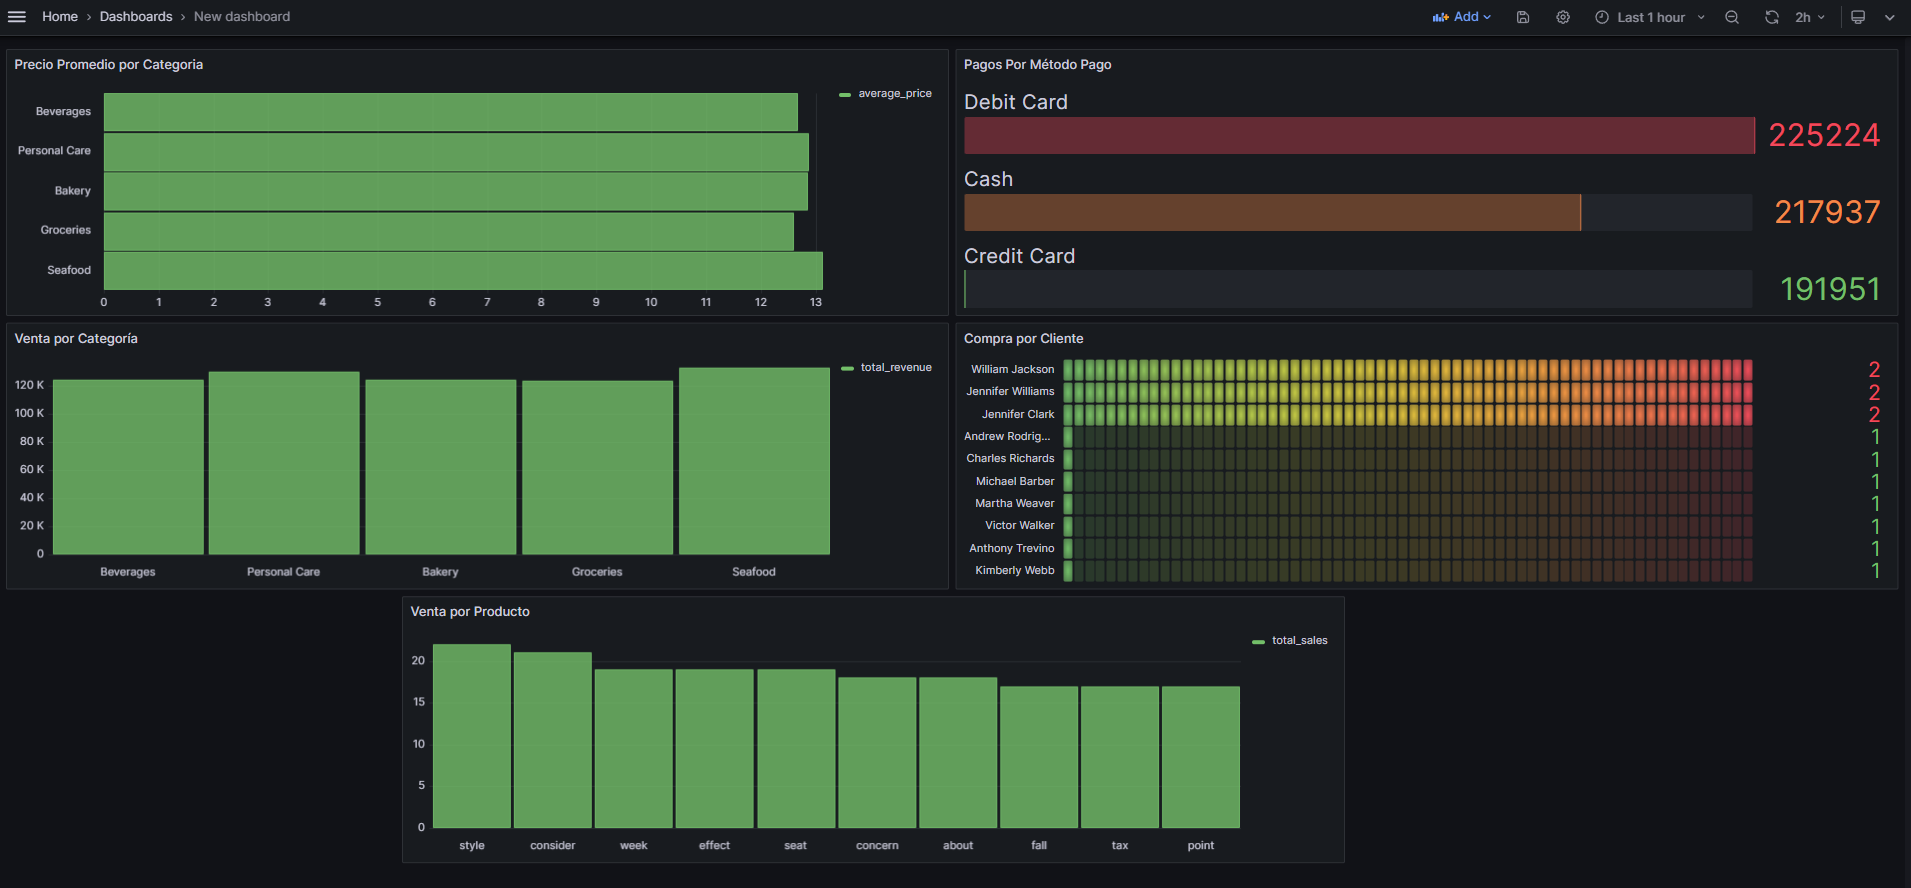 Home › Dashboards › New dashboard
Add
Last 1 hour
2h
Precio Promedio por Categoria
Beverages
Personal Care
Bakery
Groceries
Seafood
0 1 2 3 4 5 6 7 8 9 10 11 12 13
average_price
Pagos Por Método Pago
Debit Card
225224
Cash
217937
Credit Card
191951
Venta por Categoría
120 K
100 K
80 K
60 K
40 K
20 K
0
Beverages Personal Care Bakery Groceries Seafood
total_revenue
Compra por Cliente
William Jackson 2
Jennifer Williams 2
Jennifer Clark 2
Andrew Rodrig... 1
Charles Richards 1
Michael Barber 1
Martha Weaver 1
Victor Walker 1
Anthony Trevino 1
Kimberly Webb 1
Venta por Producto
20
15
10
5
0
style consider week effect seat concern about fall tax point
total_sales